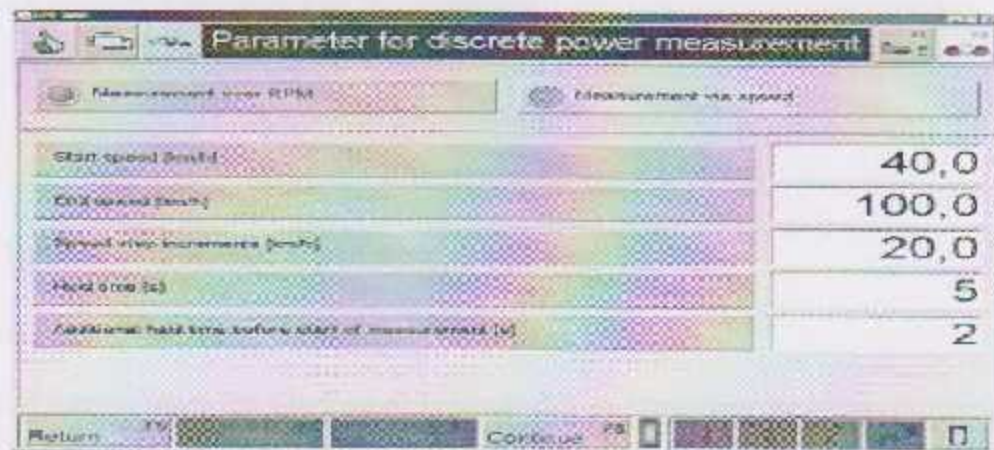 Parameter for discrete power measurement
Measurement over RPM
Measurement via speed
Start speed [km/h]
40,0
End speed [km/h]
100,0
Speed step increments [km/h]
20,0
Hold time [s]
5
Additional hold time before start of measurement [s]
2
Return
Continue F8